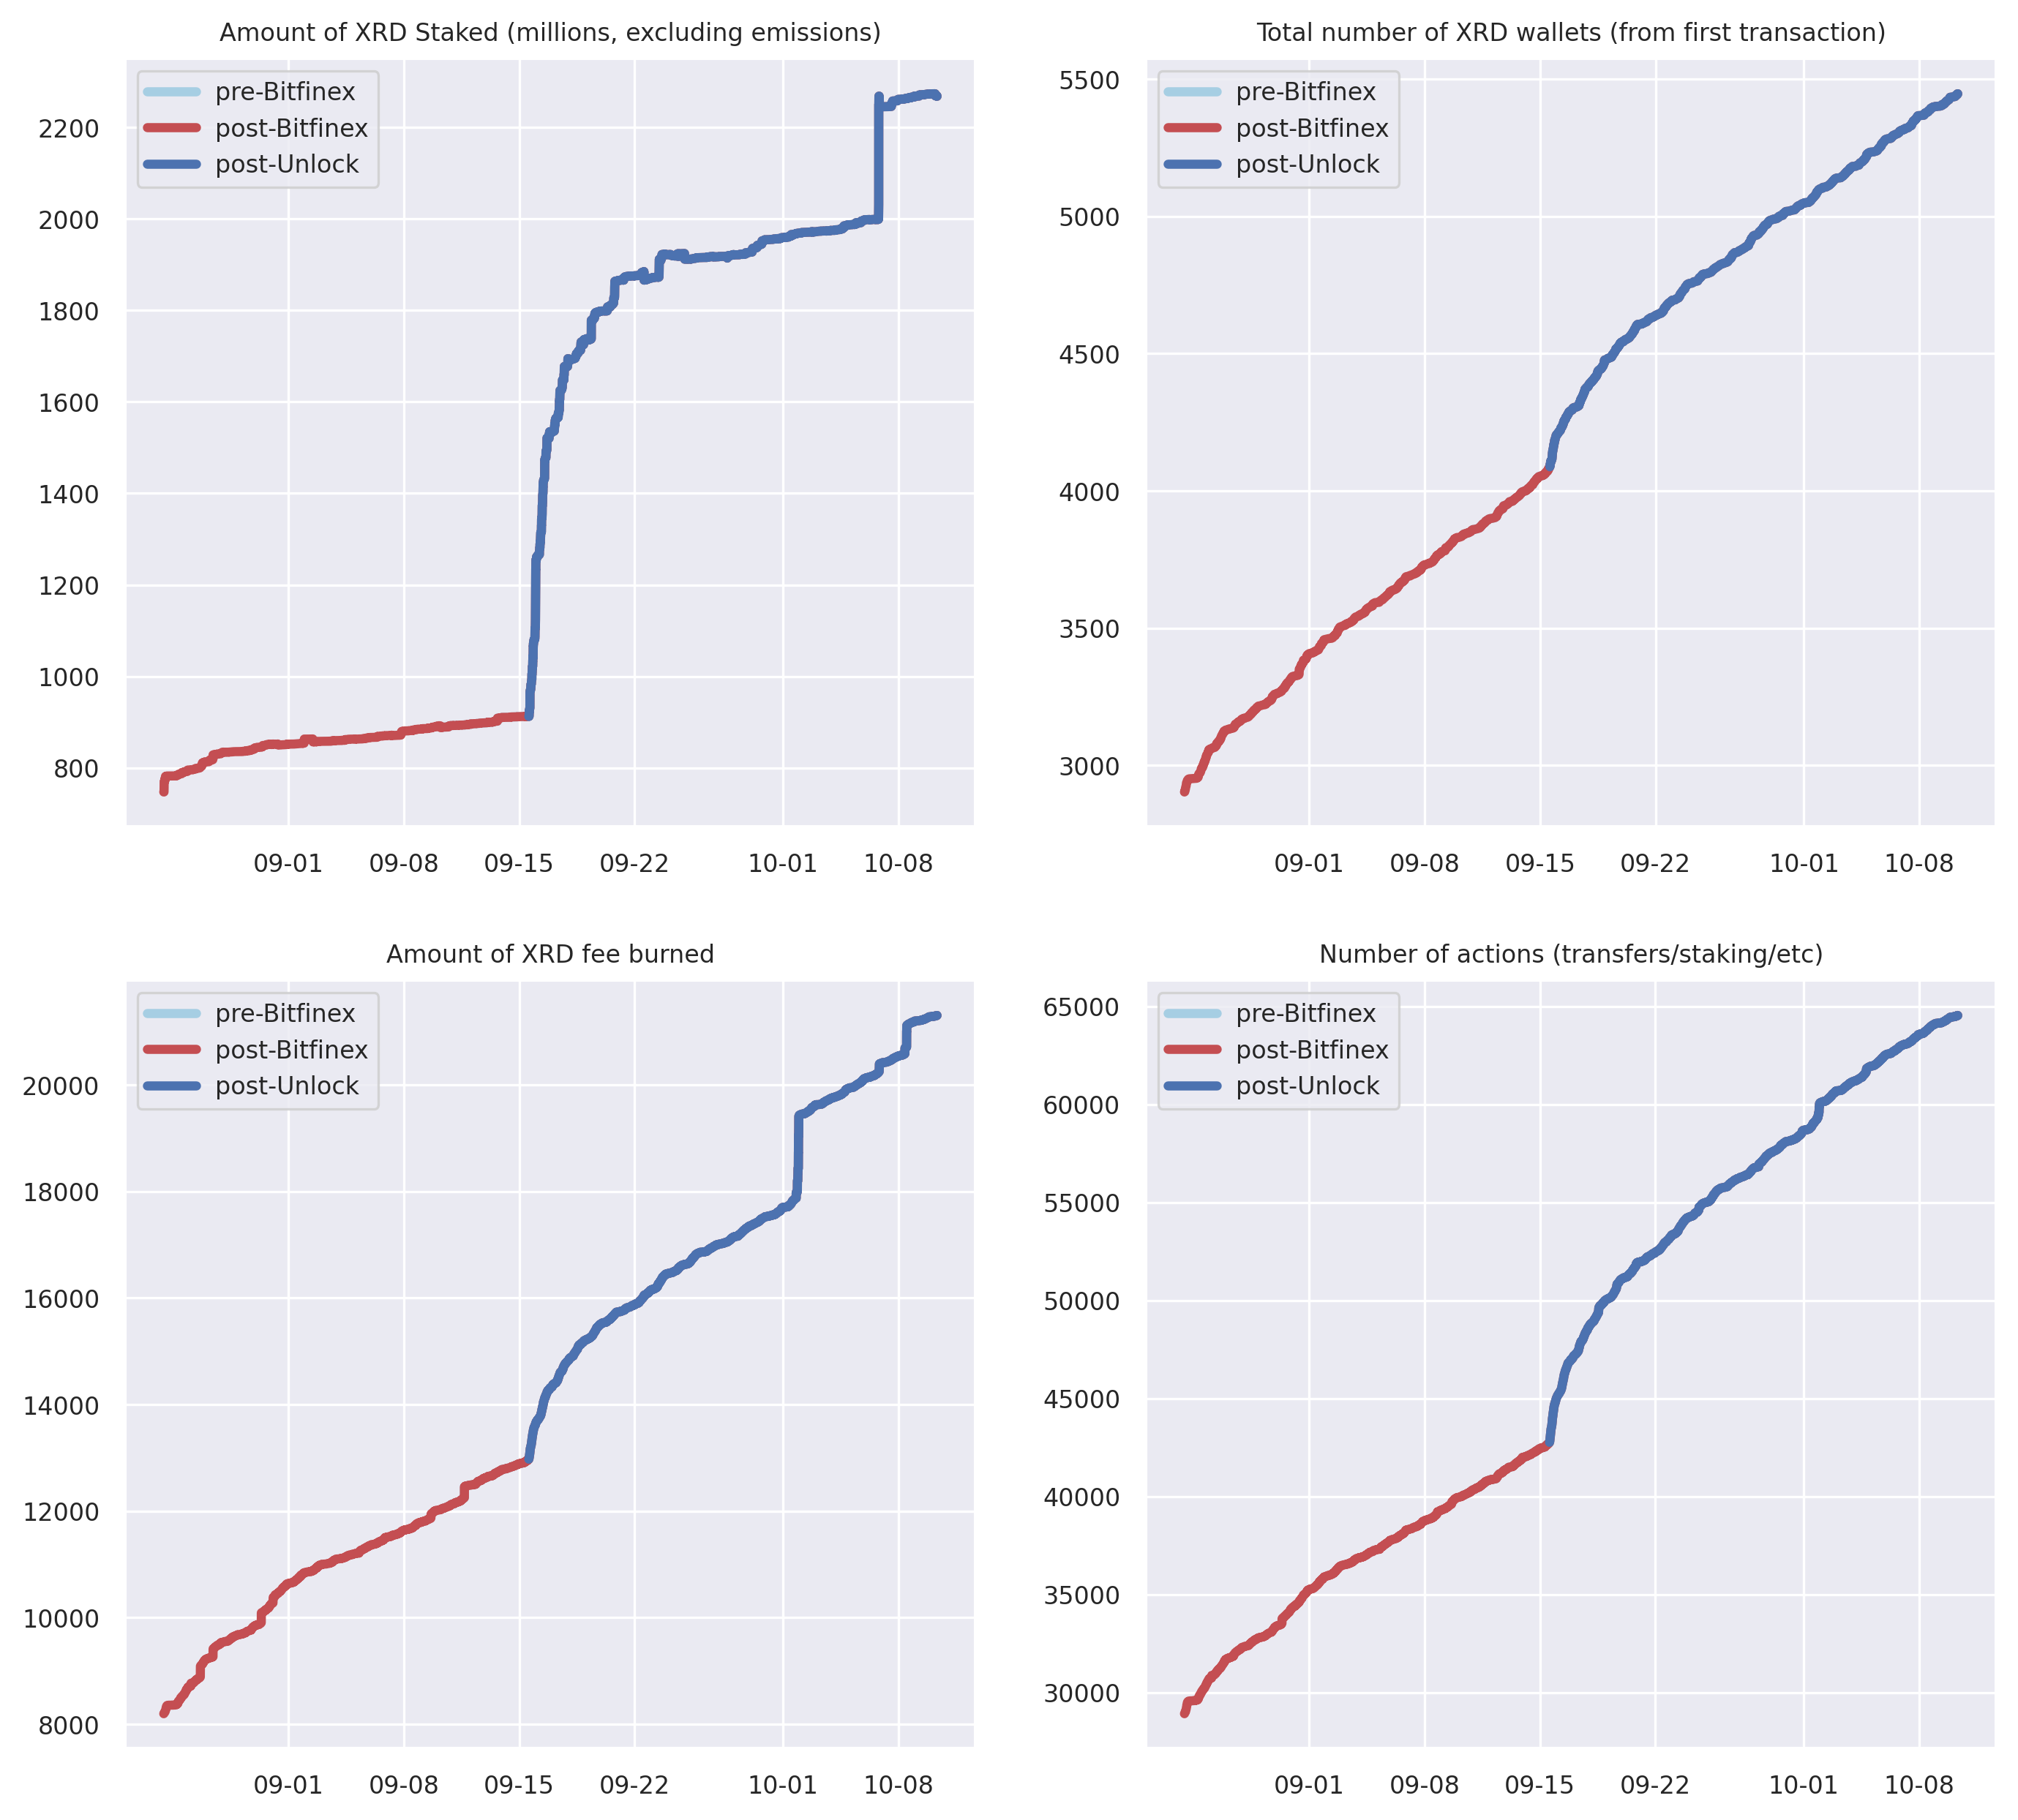 Amount of XRD Staked (millions, excluding emissions)
pre-Bitfinex
post-Bitfinex
post-Unlock
2200
2000
1800
1600
1400
1200
1000
800
09-01 09-08 09-15 09-22 10-01 10-08
Total number of XRD wallets (from first transaction)
pre-Bitfinex
post-Bitfinex
post-Unlock
5500
5000
4500
4000
3500
3000
09-01 09-08 09-15 09-22 10-01 10-08
Amount of XRD fee burned
pre-Bitfinex
post-Bitfinex
post-Unlock
20000
18000
16000
14000
12000
10000
8000
09-01 09-08 09-15 09-22 10-01 10-08
Number of actions (transfers/staking/etc)
pre-Bitfinex
post-Bitfinex
post-Unlock
65000
60000
55000
50000
45000
40000
35000
30000
09-01 09-08 09-15 09-22 10-01 10-08